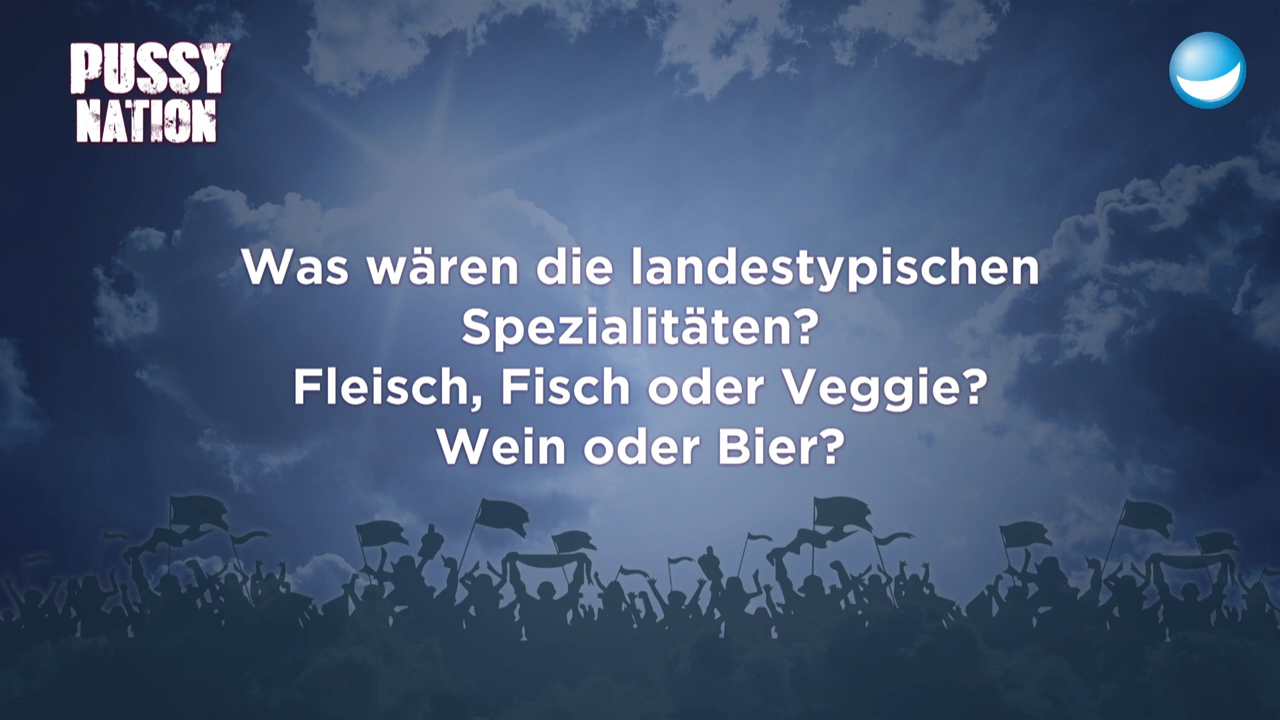 PUSSY
NATION
Was wären die landestypischen
Spezialitäten?
Fleisch, Fisch oder Veggie?
Wein oder Bier?